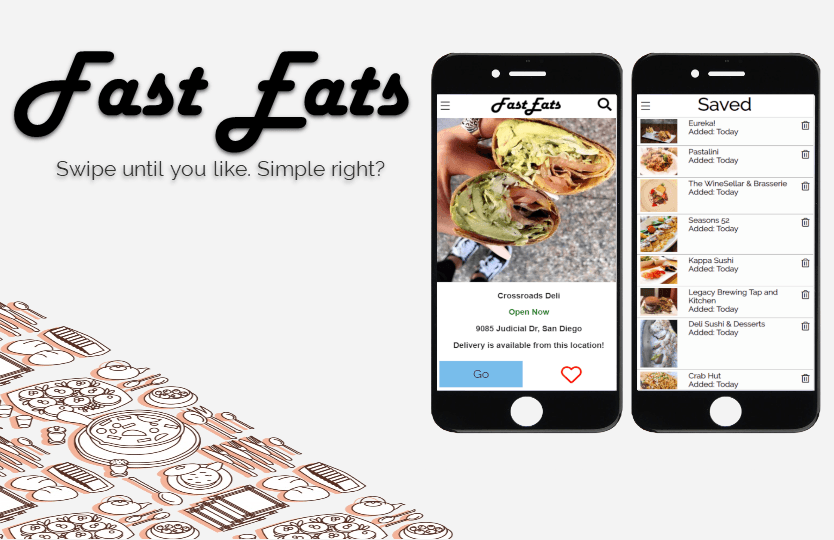 Fast Eats
Swipe until you like. Simple right?
Fast Eats
Crossroads Deli
Open Now
9085 Judicial Dr, San Diego
Delivery is available from this location!
Go
Saved
Eureka!
Added: Today
Pastalini
Added: Today
The WineSellar & Brasserie
Added: Today
Seasons 52
Added: Today
Kappa Sushi
Added: Today
Legacy Brewing Tap and
Kitchen
Added: Today
Deli Sushi & Desserts
Added: Today
Crab Hut
Added: Today